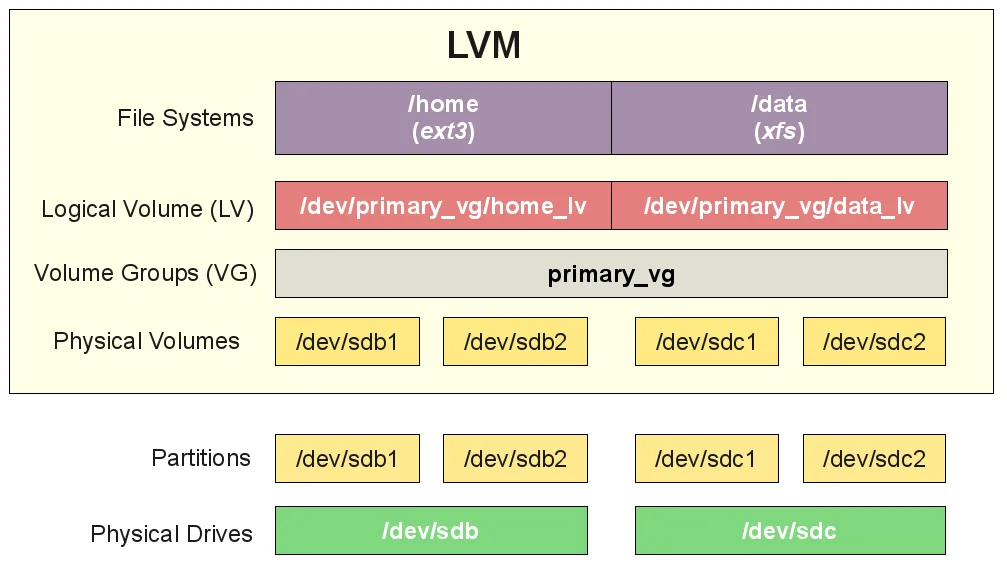 LVM
File Systems
/home
(ext3)
/data
(xfs)
Logical Volume (LV)
/dev/primary_vg/home_lv
/dev/primary_vg/data_lv
Volume Groups (VG)
primary_vg
Physical Volumes
/dev/sdb1
/dev/sdb2
/dev/sdc1
/dev/sdc2
Partitions
/dev/sdb1
/dev/sdb2
/dev/sdc1
/dev/sdc2
Physical Drives
/dev/sdb
/dev/sdc